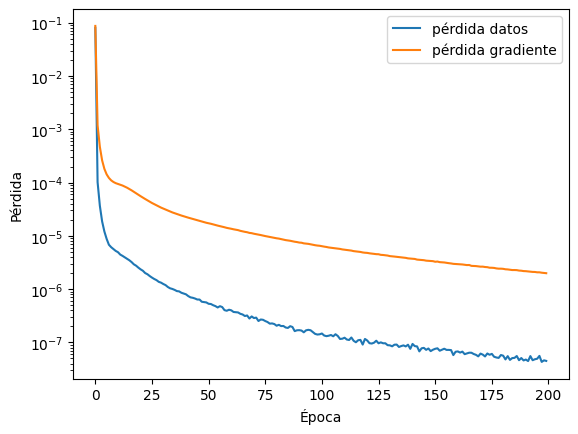 pérdida datos
pérdida gradiente
Pérdida
10⁻¹
10⁻²
10⁻³
10⁻⁴
10⁻⁵
10⁻⁶
10⁻⁷
0 25 50 75 100 125 150 175 200
Época